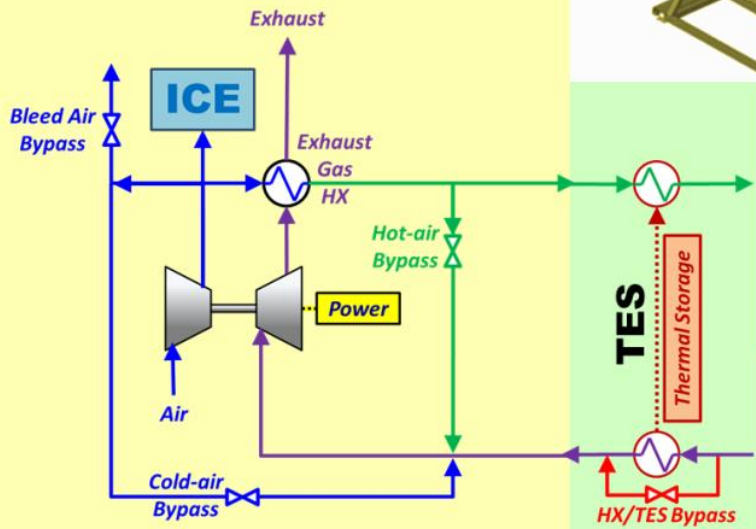 Exhaust
ICE
Bleed Air
Bypass
Exhaust
Gas
HX
Hot-air
Bypass
Power
TES
Thermal Storage
Air
Cold-air
Bypass
HX/TES Bypass